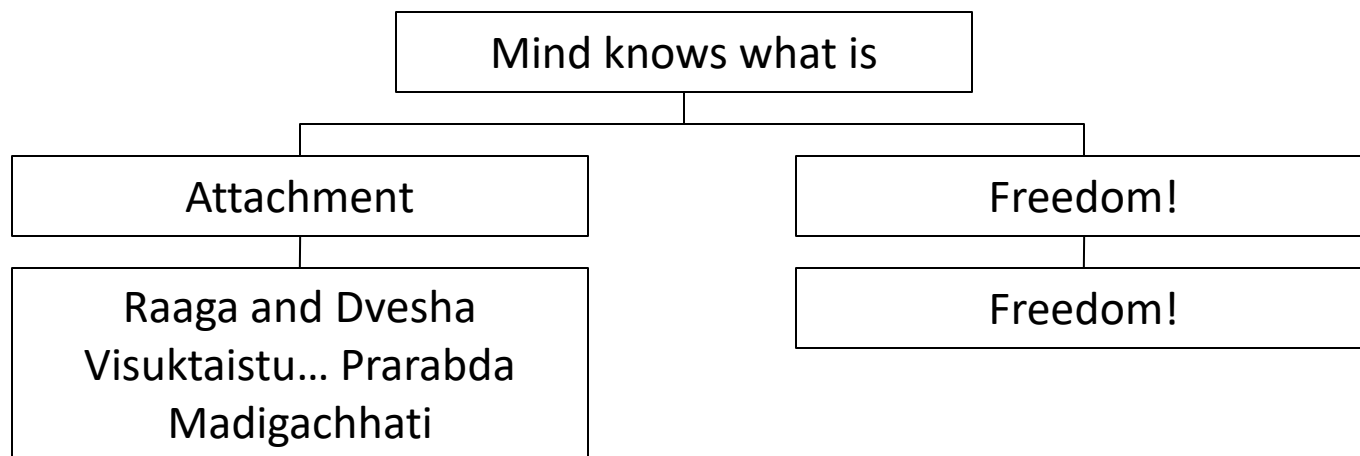 Mind knows what is
Attachment
Freedom!
Raaga and Dvesha
Visuktaistu... Prarabda
Madigachhati
Freedom!